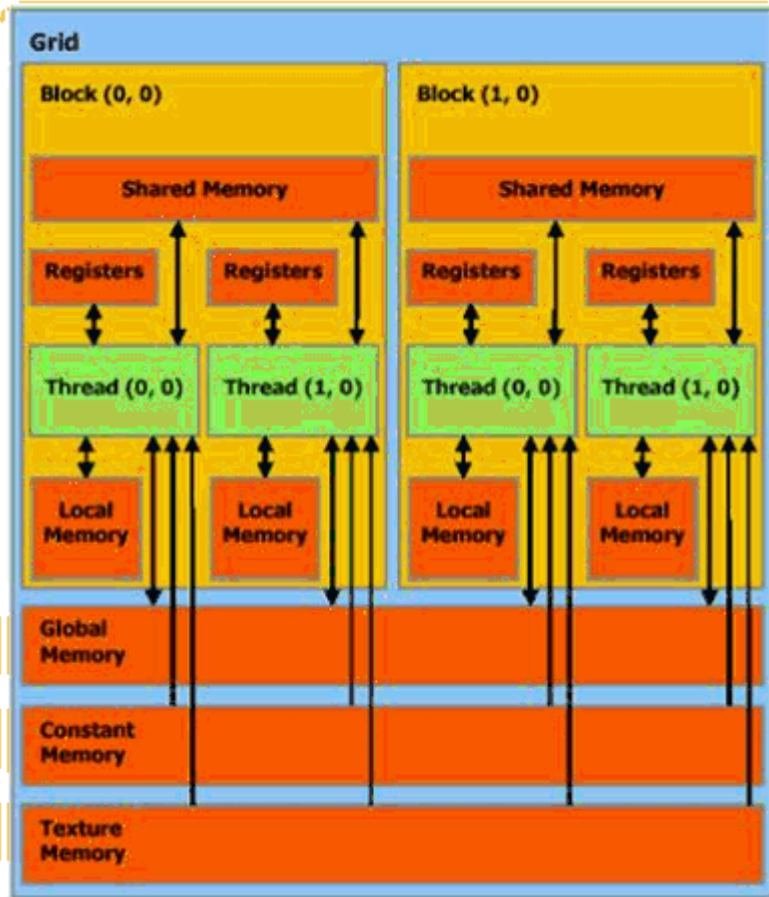 Grid
Block (0, 0)
Block (1, 0)
Shared Memory
Shared Memory
Registers
Registers
Registers
Registers
Thread (0, 0)
Thread (1, 0)
Thread (0, 0)
Thread (1, 0)
Local
Memory
Local
Memory
Local
Memory
Local
Memory
Global
Memory
Constant
Memory
Texture
Memory